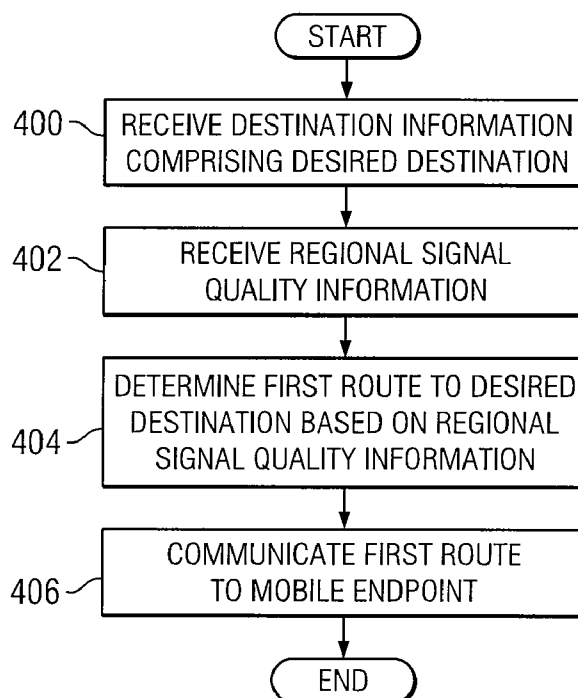 START
400
RECEIVE DESTINATION INFORMATION
COMPRISING DESIRED DESTINATION
402
RECEIVE REGIONAL SIGNAL
QUALITY INFORMATION
404
DETERMINE FIRST ROUTE TO DESIRED
DESTINATION BASED ON REGIONAL
SIGNAL QUALITY INFORMATION
406
COMMUNICATE FIRST ROUTE
TO MOBILE ENDPOINT
END